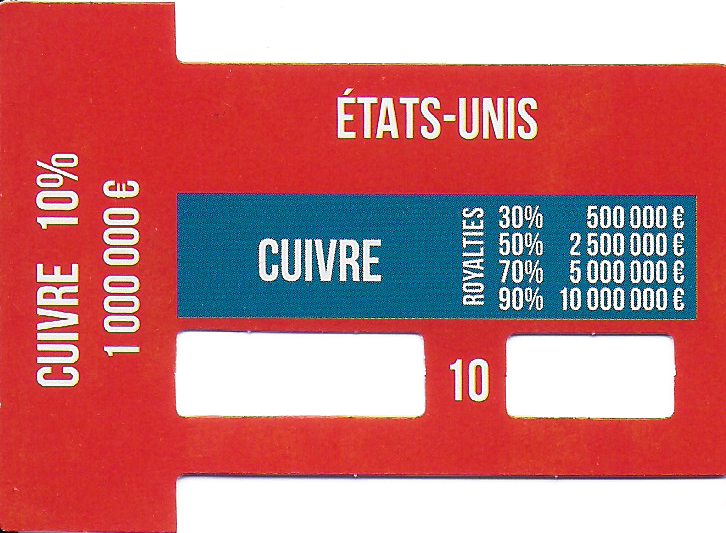 CUIVRE 10%
1 000 000 €
ÉTATS-UNIS
CUIVRE
ROYALTIES
30% 500 000 €
50% 2 500 000 €
70% 5 000 000 €
90% 10 000 000 €
10